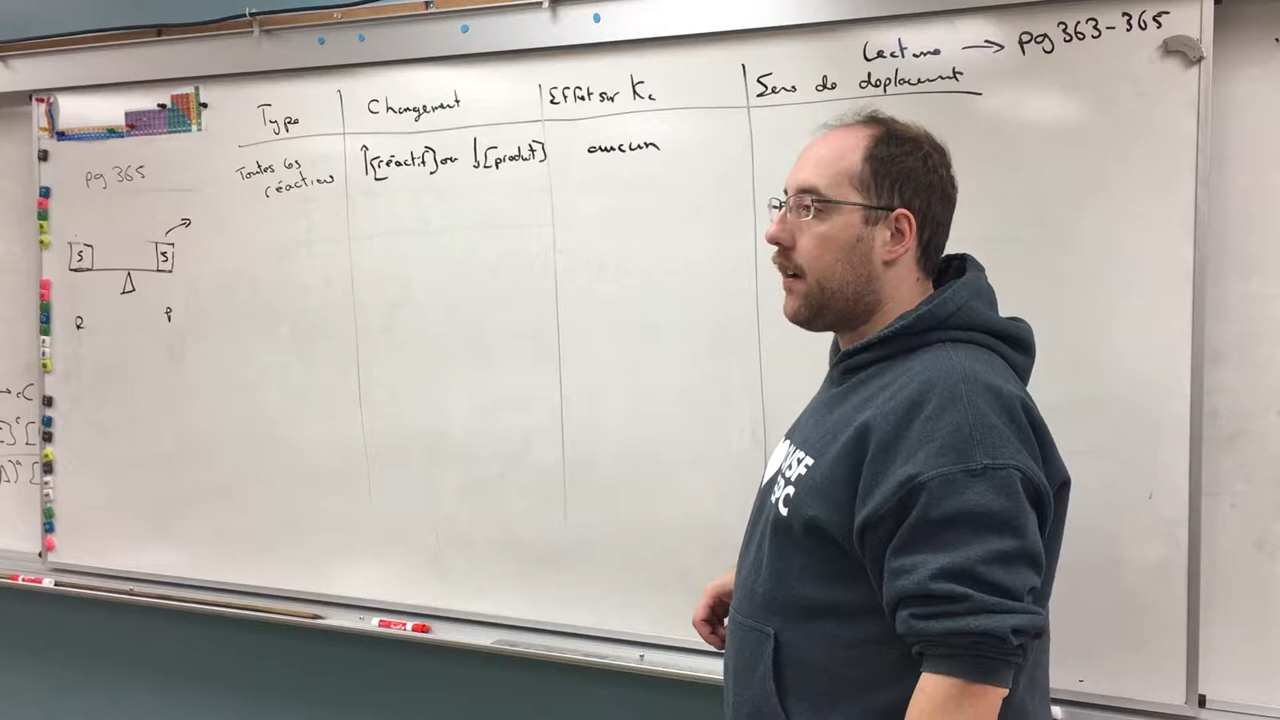 Lecture → pg 363-365
Type
Changement
Effet sur Kc
Sens de déplacement
Toutes les
réactions
↑[réactif] ou ↓[produit]
aucun
pg 365
S
S
R
P